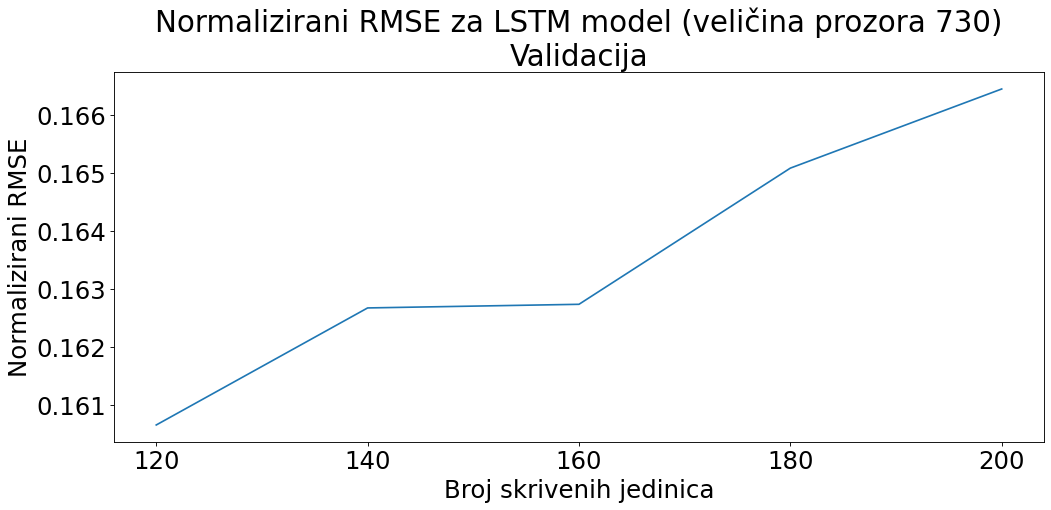 Normalizirani RMSE za LSTM model (veličina prozora 730)
Validacija
Normalizirani RMSE
0.166
0.165
0.164
0.163
0.162
0.161
120 140 160 180 200
Broj skrivenih jedinica